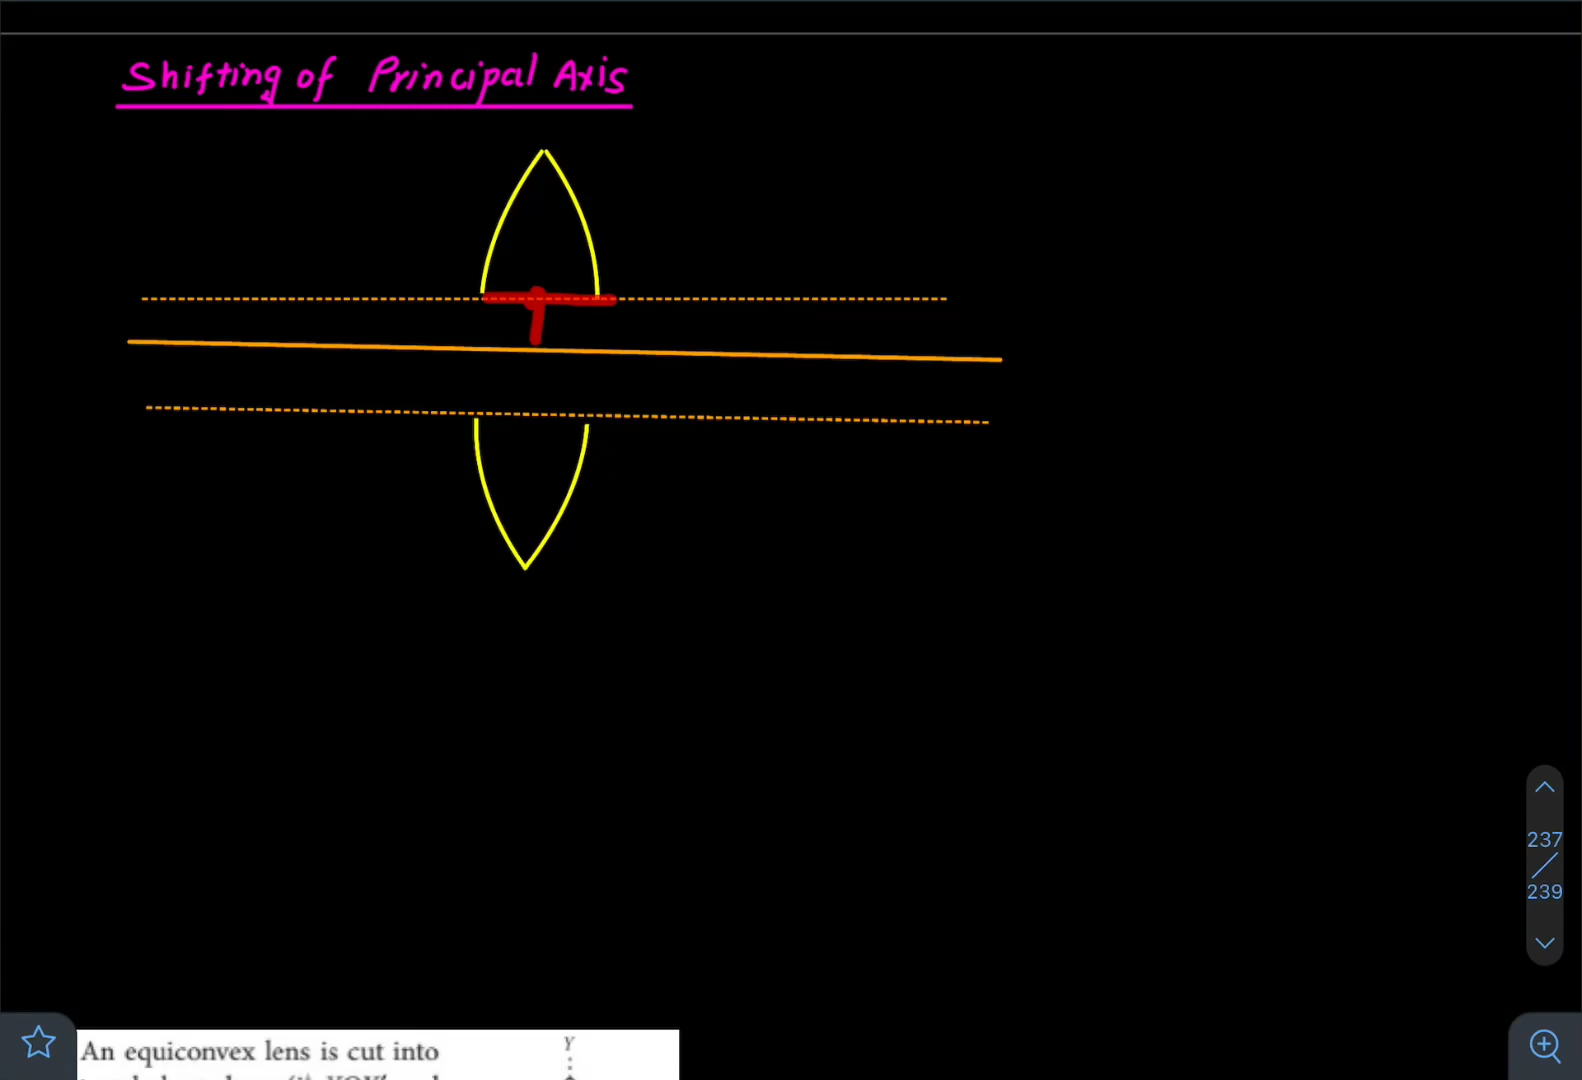 Shifting of Principal Axis
237
239
An equiconvex lens is cut into
Y